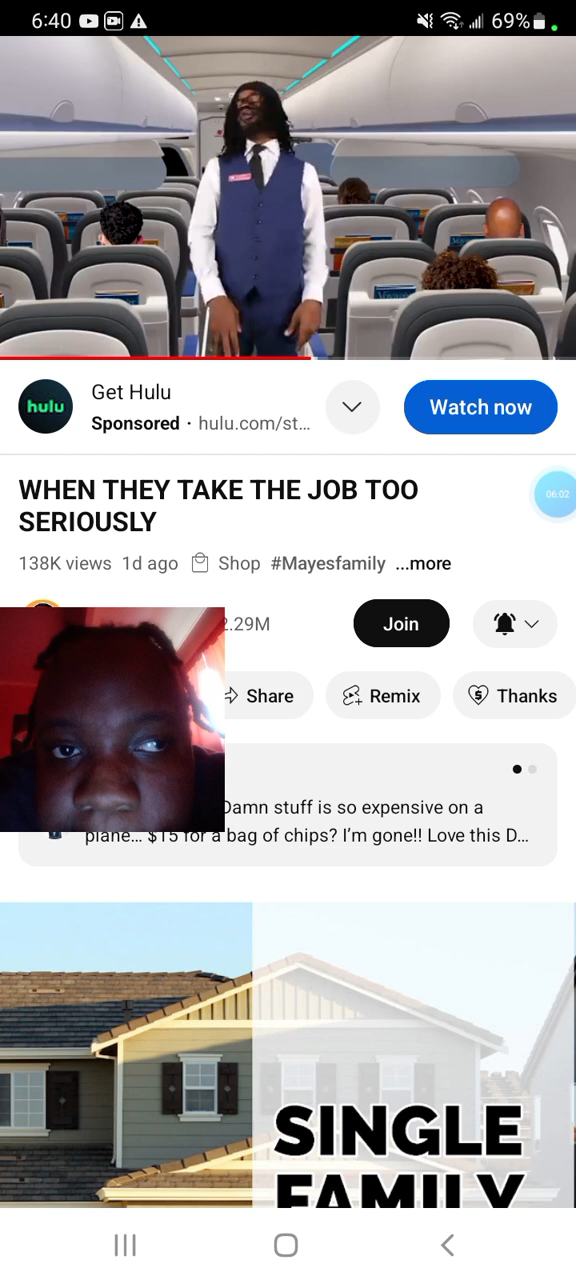 6:40 69%
hulu
Get Hulu
Sponsored · hulu.com/st...
Watch now
WHEN THEY TAKE THE JOB TOO
SERIOUSLY
06:02
138K views 1d ago Shop #Mayesfamily ...more
2.29M
Join
Share
Remix
Thanks
Damn stuff is so expensive on a
plane... $15 for a bag of chips? I'm gone!! Love this D...
SINGLE
FAMILY